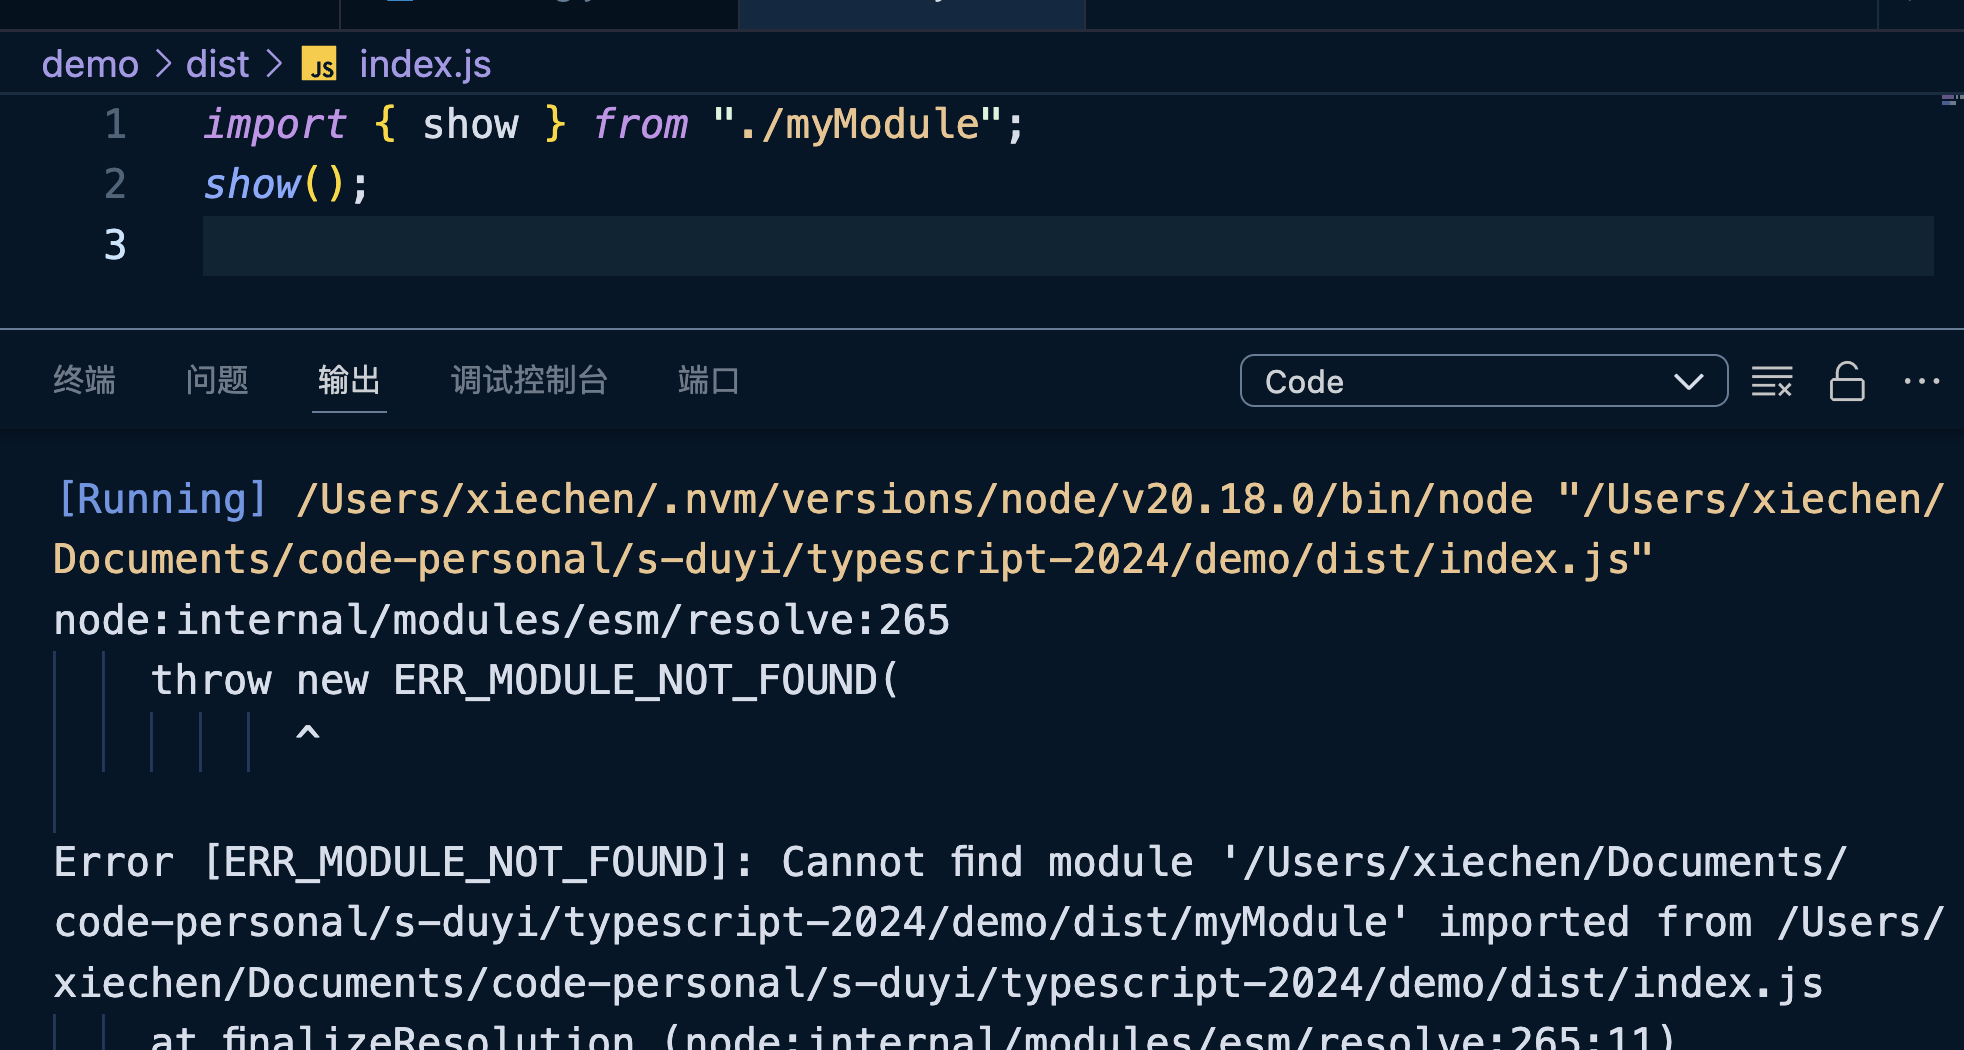 demo > dist > JS index.js
1 import { show } from "./myModule";
2 show();
3
终端 问题 输出 调试控制台 端口 Code
[Running] /Users/xiechen/.nvm/versions/node/v20.18.0/bin/node "/Users/xiechen/
Documents/code-personal/s-duyi/typescript-2024/demo/dist/index.js"
node:internal/modules/esm/resolve:265
throw new ERR_MODULE_NOT_FOUND(
^
Error [ERR_MODULE_NOT_FOUND]: Cannot find module '/Users/xiechen/Documents/
code-personal/s-duyi/typescript-2024/demo/dist/myModule' imported from /Users/
xiechen/Documents/code-personal/s-duyi/typescript-2024/demo/dist/index.js
at finalizeResolution (node:internal/modules/esm/resolve:265:11)